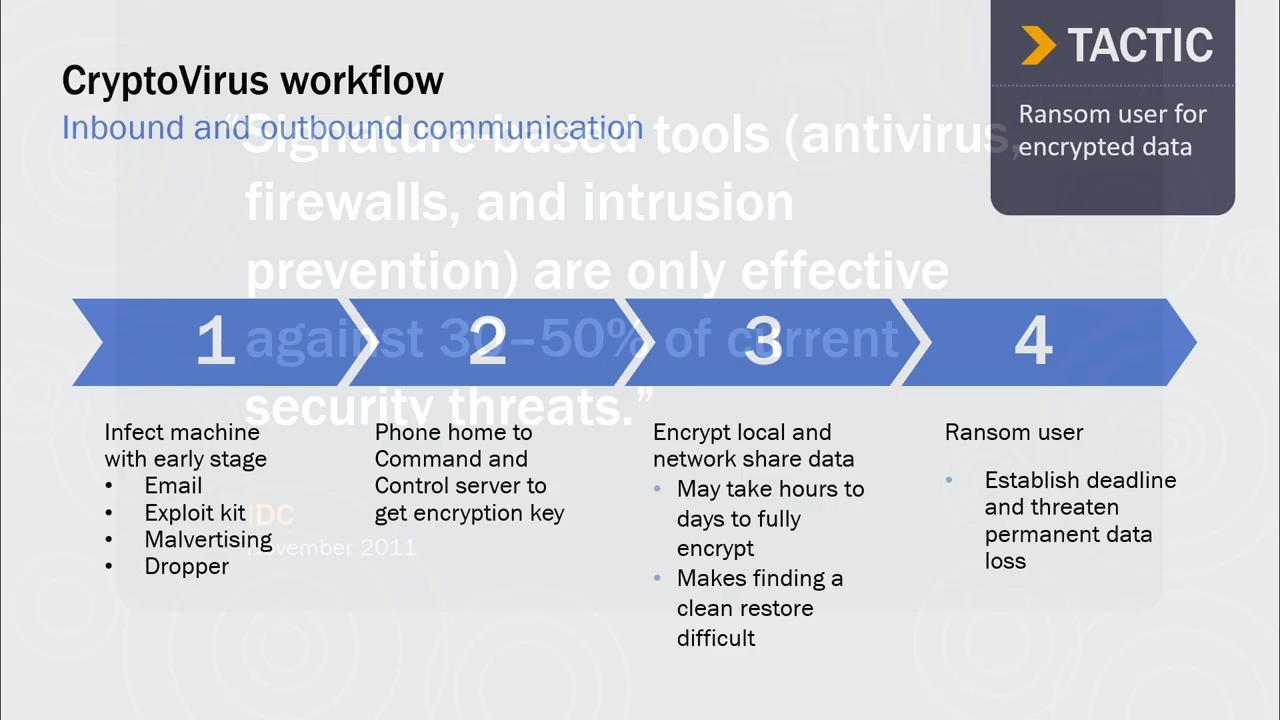 CryptoVirus workflow
Inbound and outbound communication
TACTIC
Ransom user for
encrypted data
“Signature-based tools (antivirus,
firewalls, and intrusion
prevention) are only effective
against 30–50% of current
security threats.”
IDC
November 2011
1
2
3
4
Infect machine
with early stage
• Email
• Exploit kit
• Malvertising
• Dropper
Phone home to
Command and
Control server to
get encryption key
Encrypt local and
network share data
• May take hours to
days to fully
encrypt
• Makes finding a
clean restore
difficult
Ransom user
• Establish deadline
and threaten
permanent data
loss